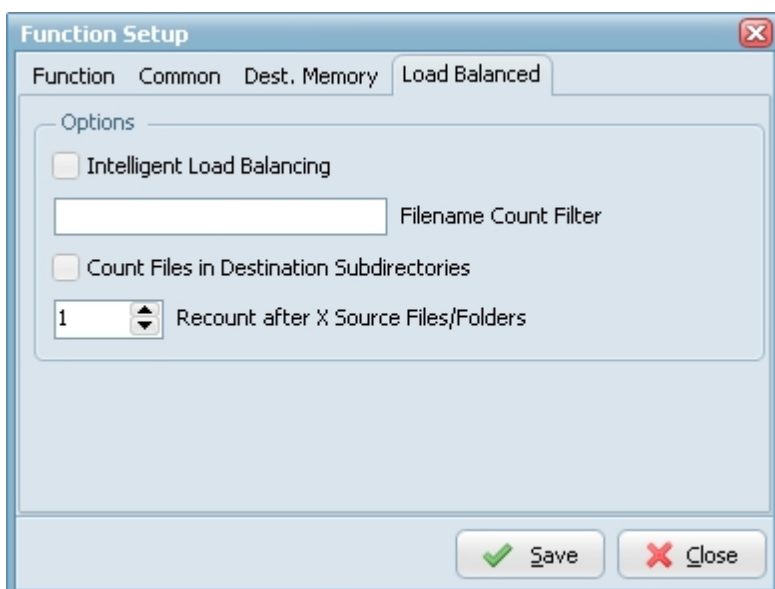 Function Setup
Function Common Dest. Memory Load Balanced
Options
Intelligent Load Balancing
Filename Count Filter
Count Files in Destination Subdirectories
1 Recount after X Source Files/Folders
Save Close